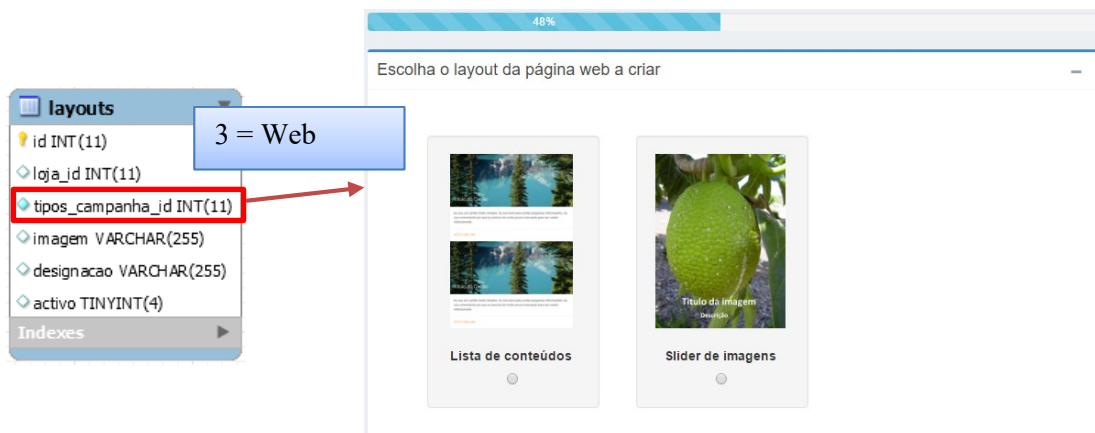 48%
Escolha o layout da página web a criar
layouts
3 = Web
id INT(11)
loja_id INT(11)
tipos_campanha_id INT(11)
imagem VARCHAR(255)
designacao VARCHAR(255)
activo TINYINT(4)
Indexes
Título da imagem
Descrição
Lista de conteúdos
Slider de imagens